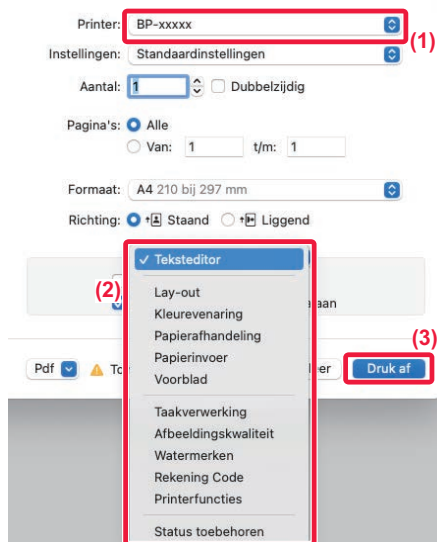 Printer: BP-xxxxx
(1)
Instellingen: Standaardinstellingen
Aantal: 1 Dubbelzijdig
Pagina's: Alle
Van: 1 t/m: 1
Formaat: A4 210 bij 297 mm
Richting: Staand Liggend
✓ Teksteditor
(2)
Lay-out
Kleurevenaring
Papierafhandeling
Papierinvoer
Voorblad
(3)
Pdf Druk af
Taakverwerking
Afbeeldingskwaliteit
Watermerken
Rekening Code
Printerfuncties
Status toebehoren